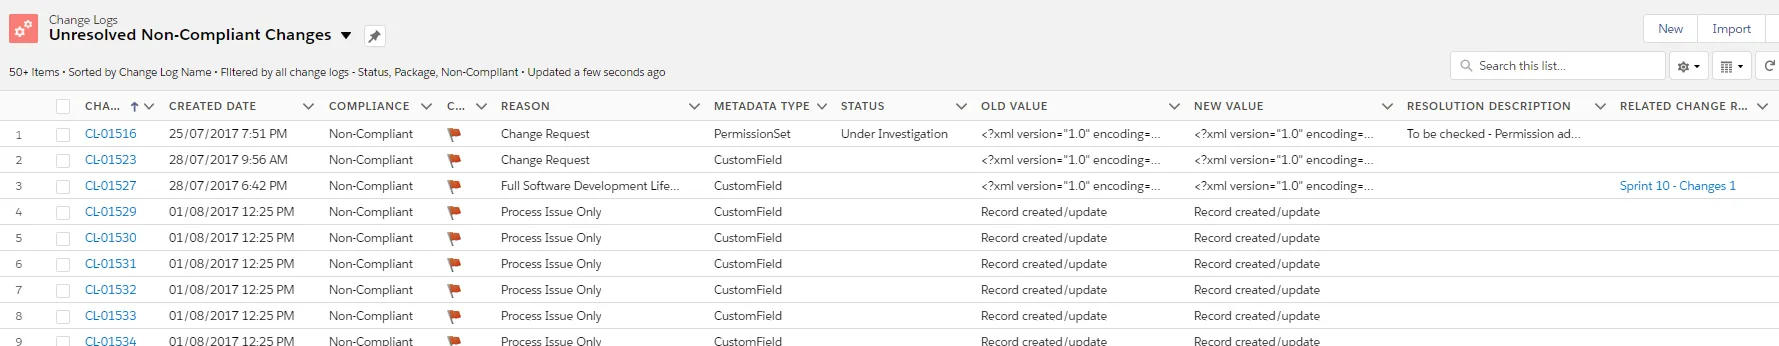 Change Logs
Unresolved Non-Compliant Changes
New Import
50+ Items • Sorted by Change Log Name • Filtered by all change logs - Status, Package, Non-Compliant • Updated a few seconds ago
Search this list...
CHA... CREATED DATE COMPLIANCE C... REASON METADATA TYPE STATUS OLD VALUE NEW VALUE RESOLUTION DESCRIPTION RELATED CHANGE R...
1 CL-01516 25/07/2017 7:51 PM Non-Compliant Change Request PermissionSet Under Investigation <?xml version="1.0" encoding=... <?xml version="1.0" encoding=... To be checked - Permission ad...
2 CL-01523 28/07/2017 9:56 AM Non-Compliant Change Request CustomField <?xml version="1.0" encoding=... <?xml version="1.0" encoding=...
3 CL-01527 28/07/2017 6:42 PM Non-Compliant Full Software Development Life... CustomField <?xml version="1.0" encoding=... <?xml version="1.0" encoding=... Sprint 10 - Changes 1
4 CL-01529 01/08/2017 12:25 PM Non-Compliant Process Issue Only CustomField Record created/update Record created/update
5 CL-01530 01/08/2017 12:25 PM Non-Compliant Process Issue Only CustomField Record created/update Record created/update
6 CL-01531 01/08/2017 12:25 PM Non-Compliant Process Issue Only CustomField Record created/update Record created/update
7 CL-01532 01/08/2017 12:25 PM Non-Compliant Process Issue Only CustomField Record created/update Record created/update
8 CL-01533 01/08/2017 12:25 PM Non-Compliant Process Issue Only CustomField Record created/update Record created/update
9 CL-01534 01/08/2017 12:25 PM Non-Compliant Process Issue Only CustomField Record created/update Record created/update